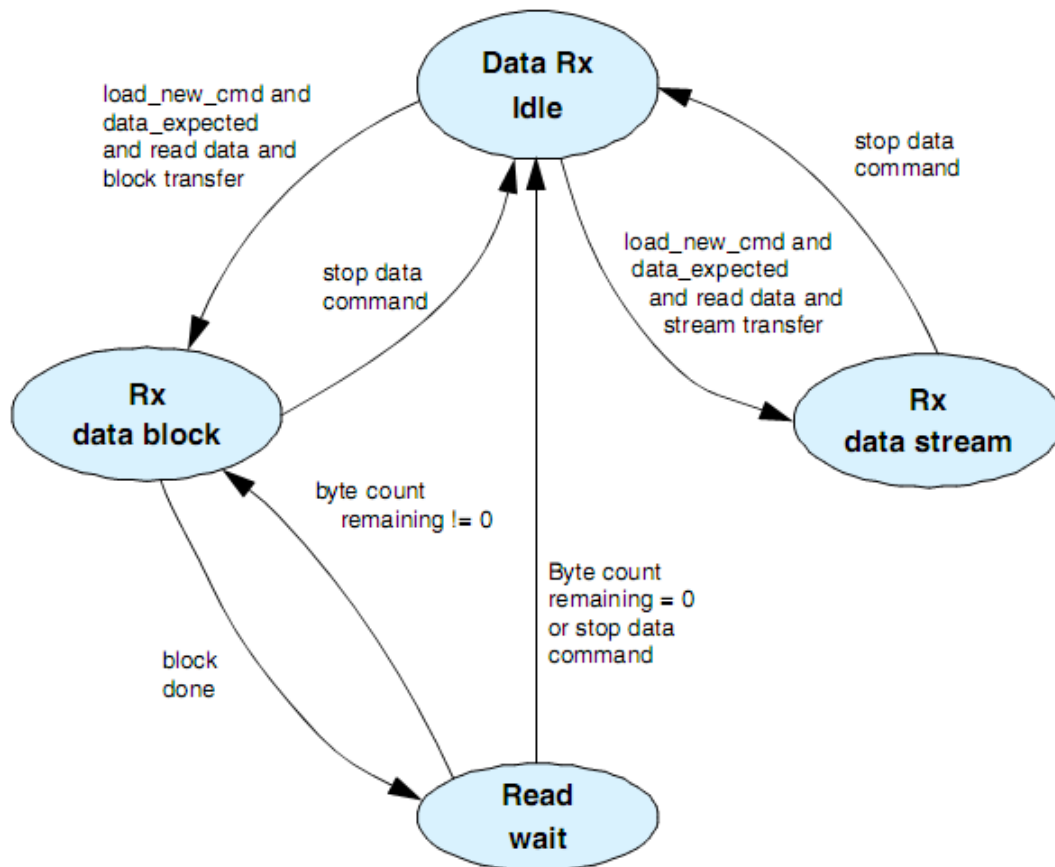 Data Rx
Idle
load_new_cmd and
data_expected
and read data and
block transfer
stop data
command
stop data
command
load_new_cmd and
data_expected
and read data and
stream transfer
Rx
data block
Rx
data stream
byte count
remaining != 0
Byte count
remaining = 0
or stop data
command
block
done
Read
wait